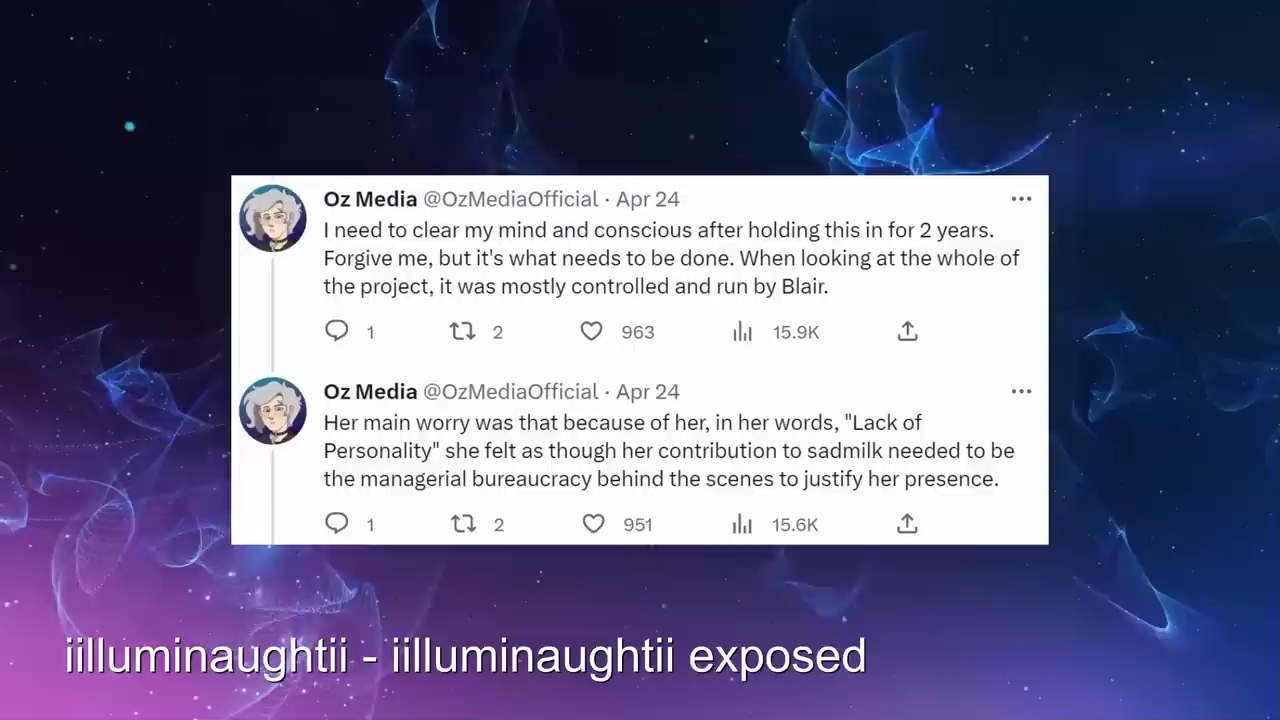 Oz Media @OzMediaOfficial · Apr 24
I need to clear my mind and conscious after holding this in for 2 years.
Forgive me, but it's what needs to be done. When looking at the whole of
the project, it was mostly controlled and run by Blair.
1 2 963 15.9K
Oz Media @OzMediaOfficial · Apr 24
Her main worry was that because of her, in her words, "Lack of
Personality" she felt as though her contribution to sadmilk needed to be
the managerial bureaucracy behind the scenes to justify her presence.
1 2 951 15.6K
iilluminaughtii - iilluminaughtii exposed